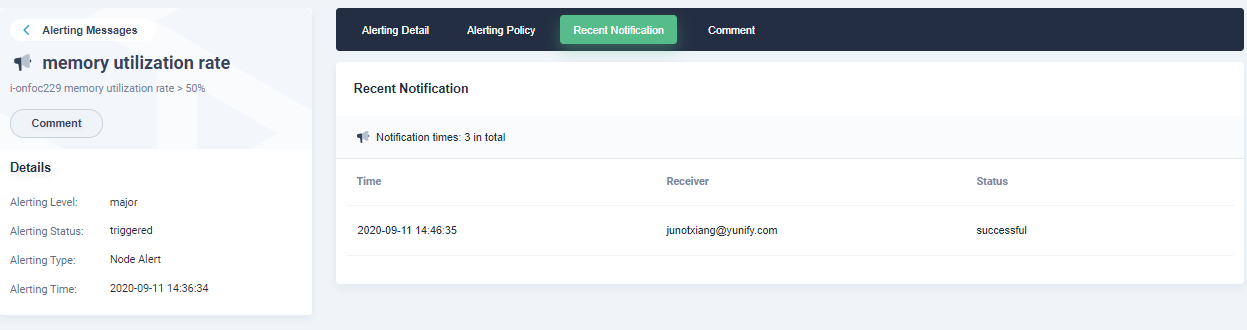 Alerting Messages
memory utilization rate
i-onfoc229 memory utilization rate > 50%
Comment
Details
Alerting Level: major
Alerting Status: triggered
Alerting Type: Node Alert
Alerting Time: 2020-09-11 14:36:34
Alerting Detail Alerting Policy Recent Notification Comment
Recent Notification
Notification times: 3 in total
Time Receiver Status
2020-09-11 14:46:35 junotxiang@yunify.com successful